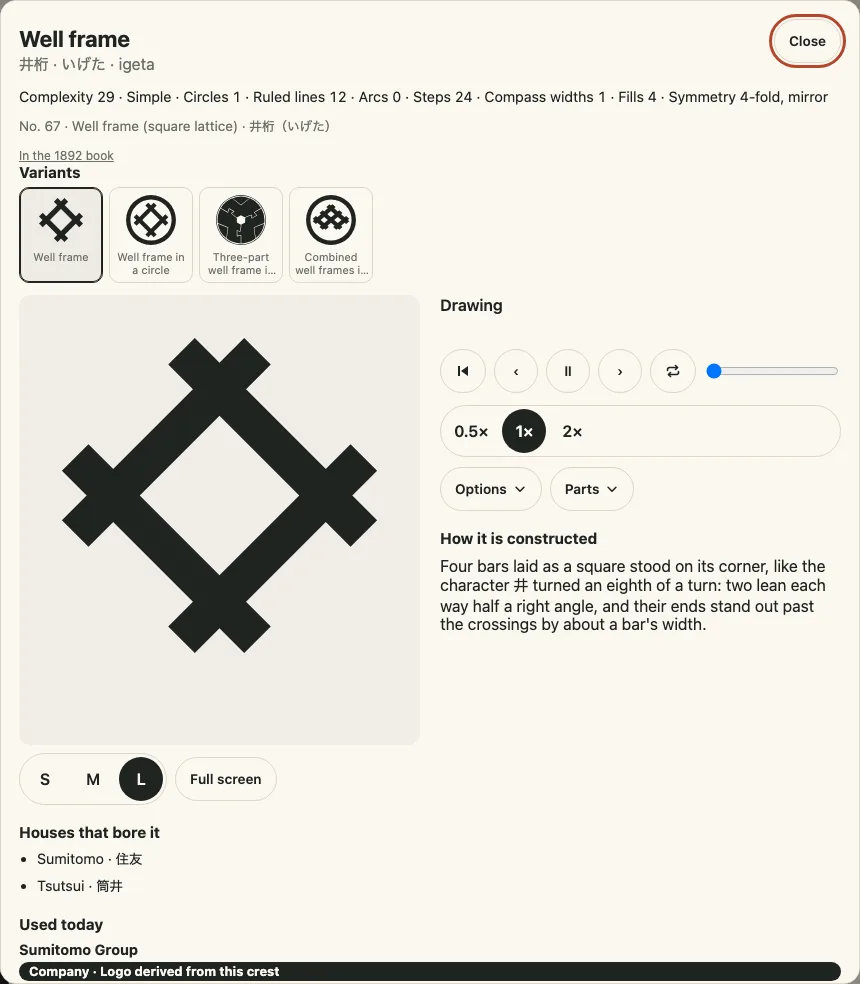 Well frame
Close
井桁 · いげた · igeta
Complexity 29 · Simple · Circles 1 · Ruled lines 12 · Arcs 0 · Steps 24 · Compass widths 1 · Fills 4 · Symmetry 4-fold, mirror
No. 67 · Well frame (square lattice) · 井桁（いげた）
In the 1892 book
Variants
Well frame
Well frame in
a circle
Three-part
well frame i...
Combined
well frames i...
Drawing
0.5×
1×
2×
Options
Parts
How it is constructed
Four bars laid as a square stood on its corner, like the
character 井 turned an eighth of a turn: two lean each
way half a right angle, and their ends stand out past
the crossings by about a bar's width.
S
M
L
Full screen
Houses that bore it
• Sumitomo · 住友
• Tsutsui · 筒井
Used today
Sumitomo Group
Company · Logo derived from this crest